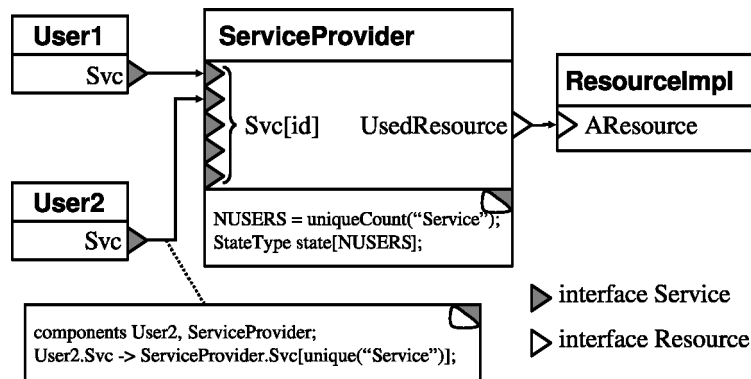 User1
Svc
ServiceProvider
Svc[id]
UsedResource
ResourceImpl
AResource
User2
Svc
NUSERS = uniqueCount(“Service”);
StateType state[NUSERS];
components User2, ServiceProvider;
User2.Svc -> ServiceProvider.Svc[unique(“Service”)];
interface Service
interface Resource